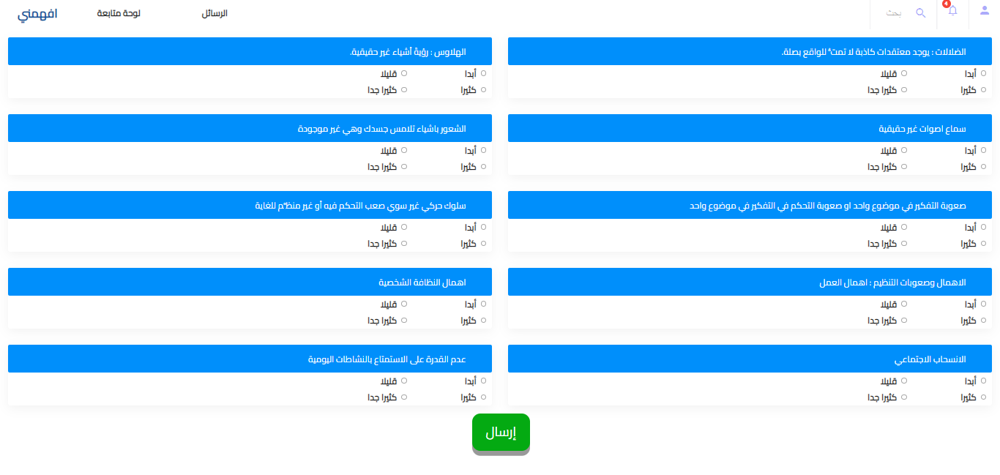 افهمني
لوحة متابعة
الرسائل
بحث
4
الضلالات : يوجد معتقدات كاذبة لا تمتّ للواقع بصلة.
أبدا
قليلا
كثيرا
كثيرا جدا
الهلاوس : رؤية أشياء غير حقيقية.
أبدا
قليلا
كثيرا
كثيرا جدا
سماع اصوات غير حقيقية
أبدا
قليلا
كثيرا
كثيرا جدا
الشعور باشياء تلامس جسدك وهي غير موجودة
أبدا
قليلا
كثيرا
كثيرا جدا
صعوبة التفكير في موضوع واحد او صعوبة التحكم في التفكير في موضوع واحد
أبدا
قليلا
كثيرا
كثيرا جدا
سلوك حركي غير سوي صعب التحكم فيه أو غير منظّم للغاية
أبدا
قليلا
كثيرا
كثيرا جدا
الاهمال وصعوبات التنظيم : اهمال العمل
أبدا
قليلا
كثيرا
كثيرا جدا
اهمال النظافة الشخصية
أبدا
قليلا
كثيرا
كثيرا جدا
الانسحاب الاجتماعي
أبدا
قليلا
كثيرا
كثيرا جدا
عدم القدرة على الاستمتاع بالنشاطات اليومية
أبدا
قليلا
كثيرا
كثيرا جدا
إرسال